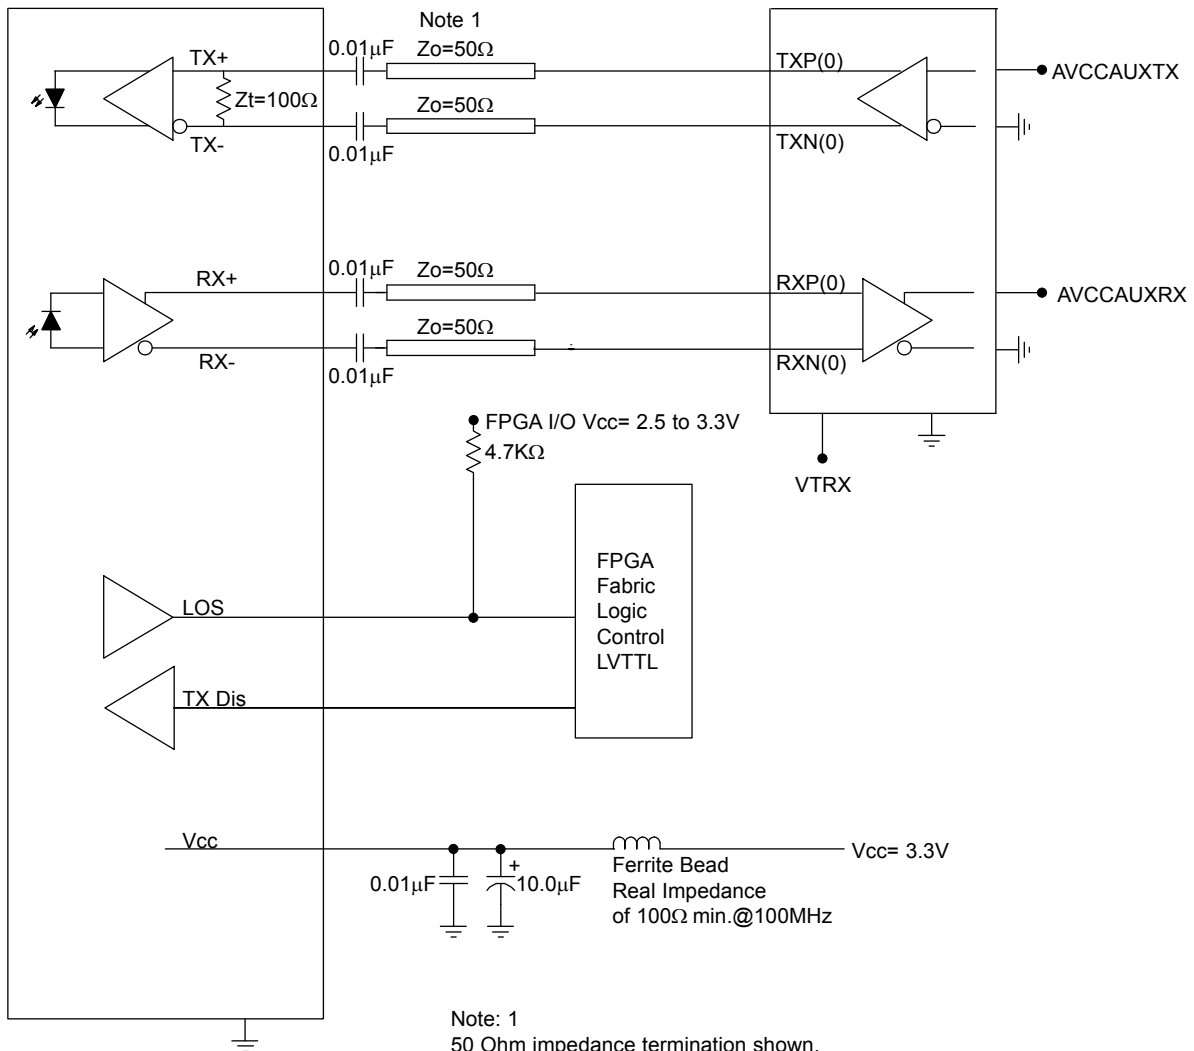 Note 1
0.01μF
Zo=50Ω
TX+
TXP(0)
AVCCAUXTX
Zt=100Ω
Zo=50Ω
TX-
0.01μF
TXN(0)
0.01μF
Zo=50Ω
RX+
RXP(0)
AVCCAUXRX
Zo=50Ω
RX-
0.01μF
RXN(0)
FPGA I/O Vcc= 2.5 to 3.3V
4.7KΩ
VTRX
FPGA
Fabric
Logic
Control
LVTTL
LOS
TX Dis
Vcc
Vcc= 3.3V
0.01μF
+
10.0μF
Ferrite Bead
Real Impedance
of 100Ω min.@100MHz
Note: 1
50 Ohm impedance termination shown.